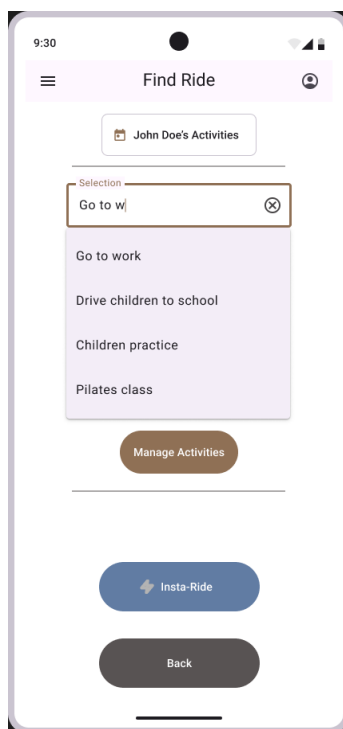 9:30
Find Ride
John Doe's Activities
Selection
Go to w
Go to work
Drive children to school
Children practice
Pilates class
Manage Activities
Insta-Ride
Back